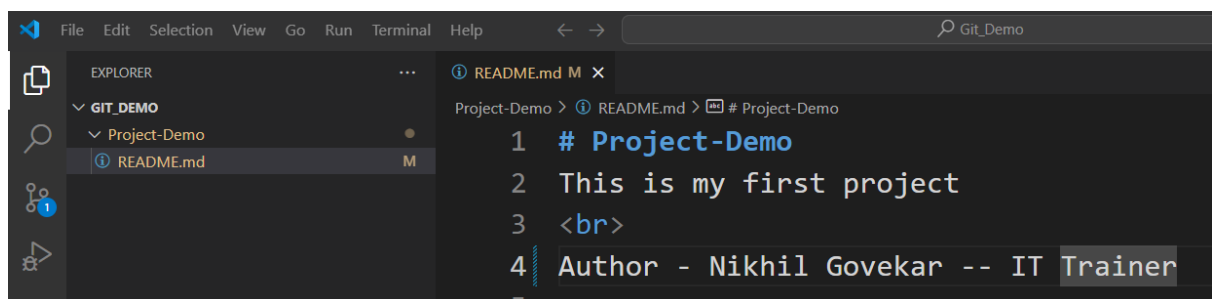 File Edit Selection View Go Run Terminal Help Git_Demo
EXPLORER ...
README.md M
GIT_DEMO
Project-Demo > README.md > # Project-Demo
Project-Demo
README.md M
1 # Project-Demo
2 This is my first project
3 <br>
4 Author - Nikhil Govekar -- IT Trainer
1